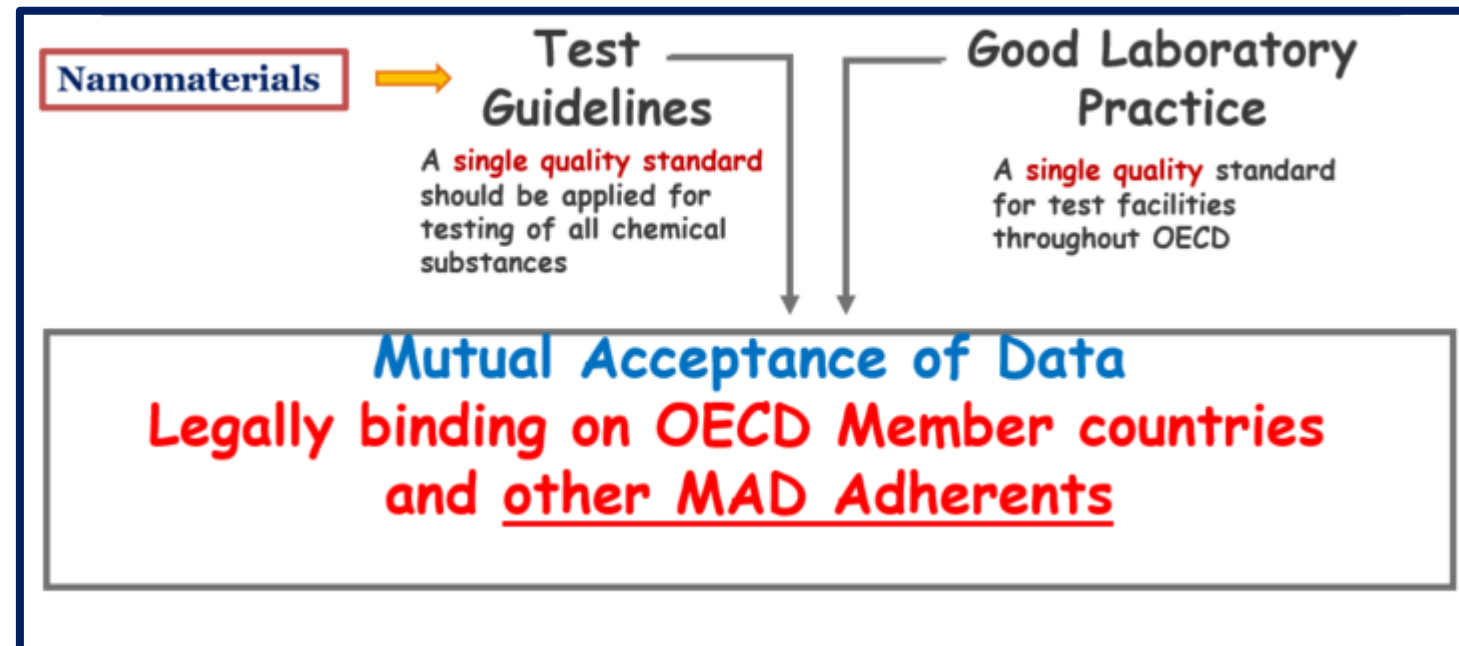 Nanomaterials
Test
Guidelines
A single quality standard
should be applied for
testing of all chemical
substances
Good Laboratory
Practice
A single quality standard
for test facilities
throughout OECD
Mutual Acceptance of Data
Legally binding on OECD Member countries
and other MAD Adherents